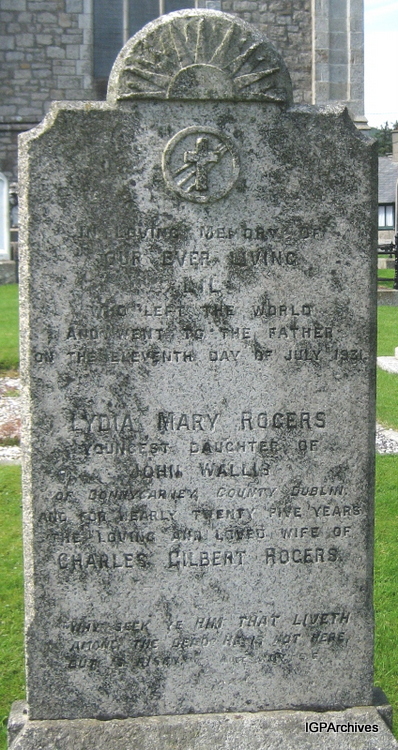 IN LOVING MEMORY OF
OUR EVER LIVING
LIL
WHO LEFT THE WORLD
AND WENT TO THE FATHER
ON THE ELEVENTH DAY OF JULY 1931.
LYDIA MARY ROGERS
YOUNGEST DAUGHTER OF
JOHN WALLIS
OF DONNYCARNEY, COUNTY DUBLIN.
AND FOR NEARLY TWENTY FIVE YEARS
THE LOVING AND LOVED WIFE OF
CHARLES GILBERT ROGERS.
"WHY SEEK YE HIM THAT LIVETH
AMONG THE DEAD HE IS NOT HERE,
BUT IS RISEN"
IGPArchives